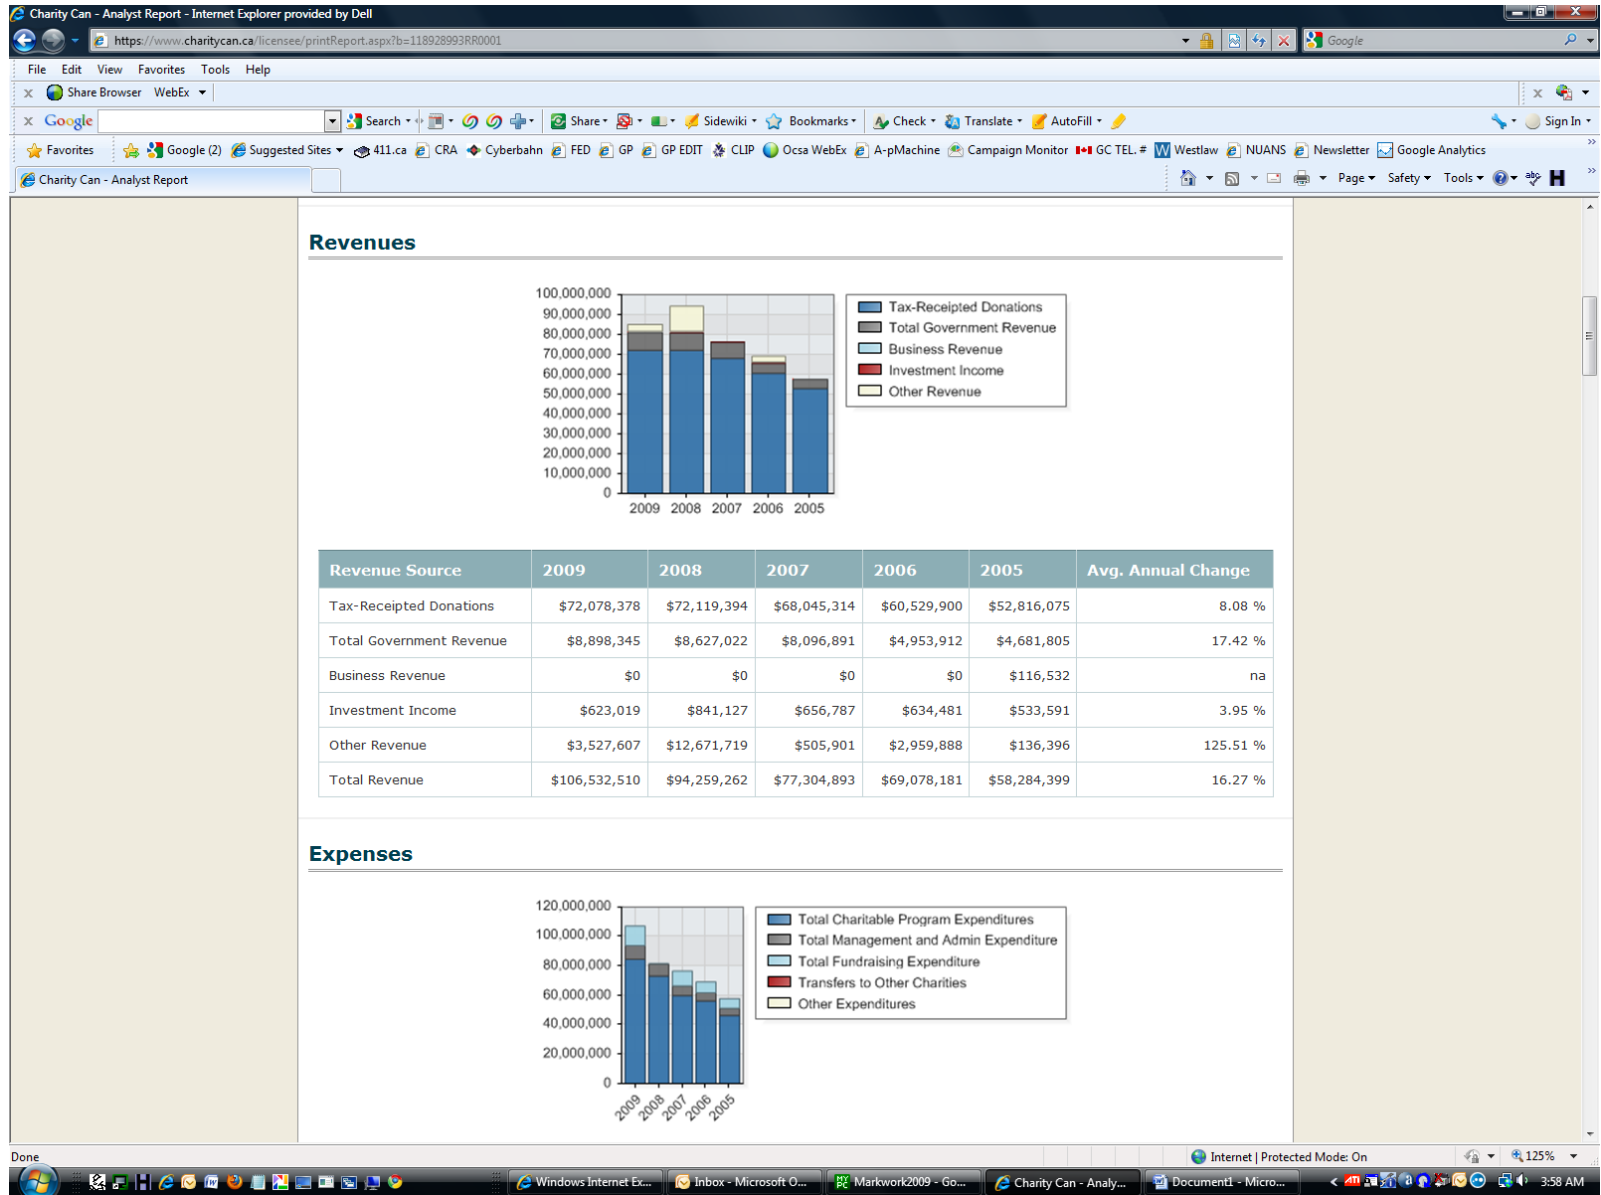 Charity Can - Analyst Report - Internet Explorer provided by Dell
https://www.charitycan.ca/licensee/printReport.aspx?b=118928993RR0001
Google
File Edit View Favorites Tools Help
x Share Browser WebEx
x
x Google Search Share Sidewiki Bookmarks Check Translate AutoFill Sign In
Favorites Google (2) Suggested Sites 411.ca CRA Cyberbahn FED GP GP EDIT CLIP Ocsa WebEx A-pMachine Campaign Monitor GC TEL. # Westlaw NUANS Newsletter Google Analytics
Charity Can - Analyst Report
Page Safety Tools
Revenues
100,000,000
90,000,000
80,000,000
70,000,000
60,000,000
50,000,000
40,000,000
30,000,000
20,000,000
10,000,000
0
2009 2008 2007 2006 2005
Tax-Receipted Donations
Total Government Revenue
Business Revenue
Investment Income
Other Revenue
Revenue Source 2009 2008 2007 2006 2005 Avg. Annual Change
Tax-Receipted Donations $72,078,378 $72,119,394 $68,045,314 $60,529,900 $52,816,075 8.08 %
Total Government Revenue $8,898,345 $8,627,022 $8,096,891 $4,953,912 $4,681,805 17.42 %
Business Revenue $0 $0 $0 $0 $116,532 na
Investment Income $623,019 $841,127 $656,787 $634,481 $533,591 3.95 %
Other Revenue $3,527,607 $12,671,719 $505,901 $2,959,888 $136,396 125.51 %
Total Revenue $106,532,510 $94,259,262 $77,304,893 $69,078,181 $58,284,399 16.27 %
Expenses
120,000,000
100,000,000
80,000,000
60,000,000
40,000,000
20,000,000
0
2009 2008 2007 2006 2005
Total Charitable Program Expenditures
Total Management and Admin Expenditure
Total Fundraising Expenditure
Transfers to Other Charities
Other Expenditures
Done
Internet | Protected Mode: On
125%
Windows Internet Ex... Inbox - Microsoft O... Markwork2009 - Go... Charity Can - Analy... Document1 - Micro... 3:58 AM